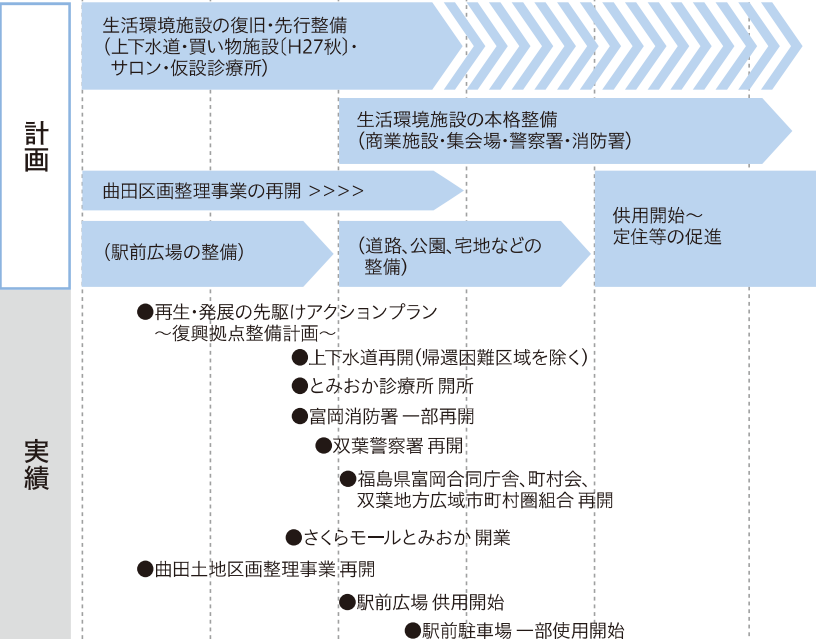 計画
生活環境施設の復旧・先行整備
（上下水道・買い物施設〔H27秋〕・
サロン・仮設診療所）
生活環境施設の本格整備
（商業施設・集会場・警察署・消防署）
曲田区画整理事業の再開 >>>>
供用開始～
定住等の促進
（駅前広場の整備）
（道路、公園、宅地などの
整備）
実績
●再生・発展の先駆けアクションプラン
～復興拠点整備計画～
●上下水道再開（帰還困難区域を除く）
●とみおか診療所 開所
●富岡消防署 一部再開
●双葉警察署 再開
●福島県富岡合同庁舎、町村会、
双葉地方広域市町村圏組合 再開
●さくらモールとみおか 開業
●曲田土地区画整理事業 再開
●駅前広場 供用開始
●駅前駐車場 一部使用開始